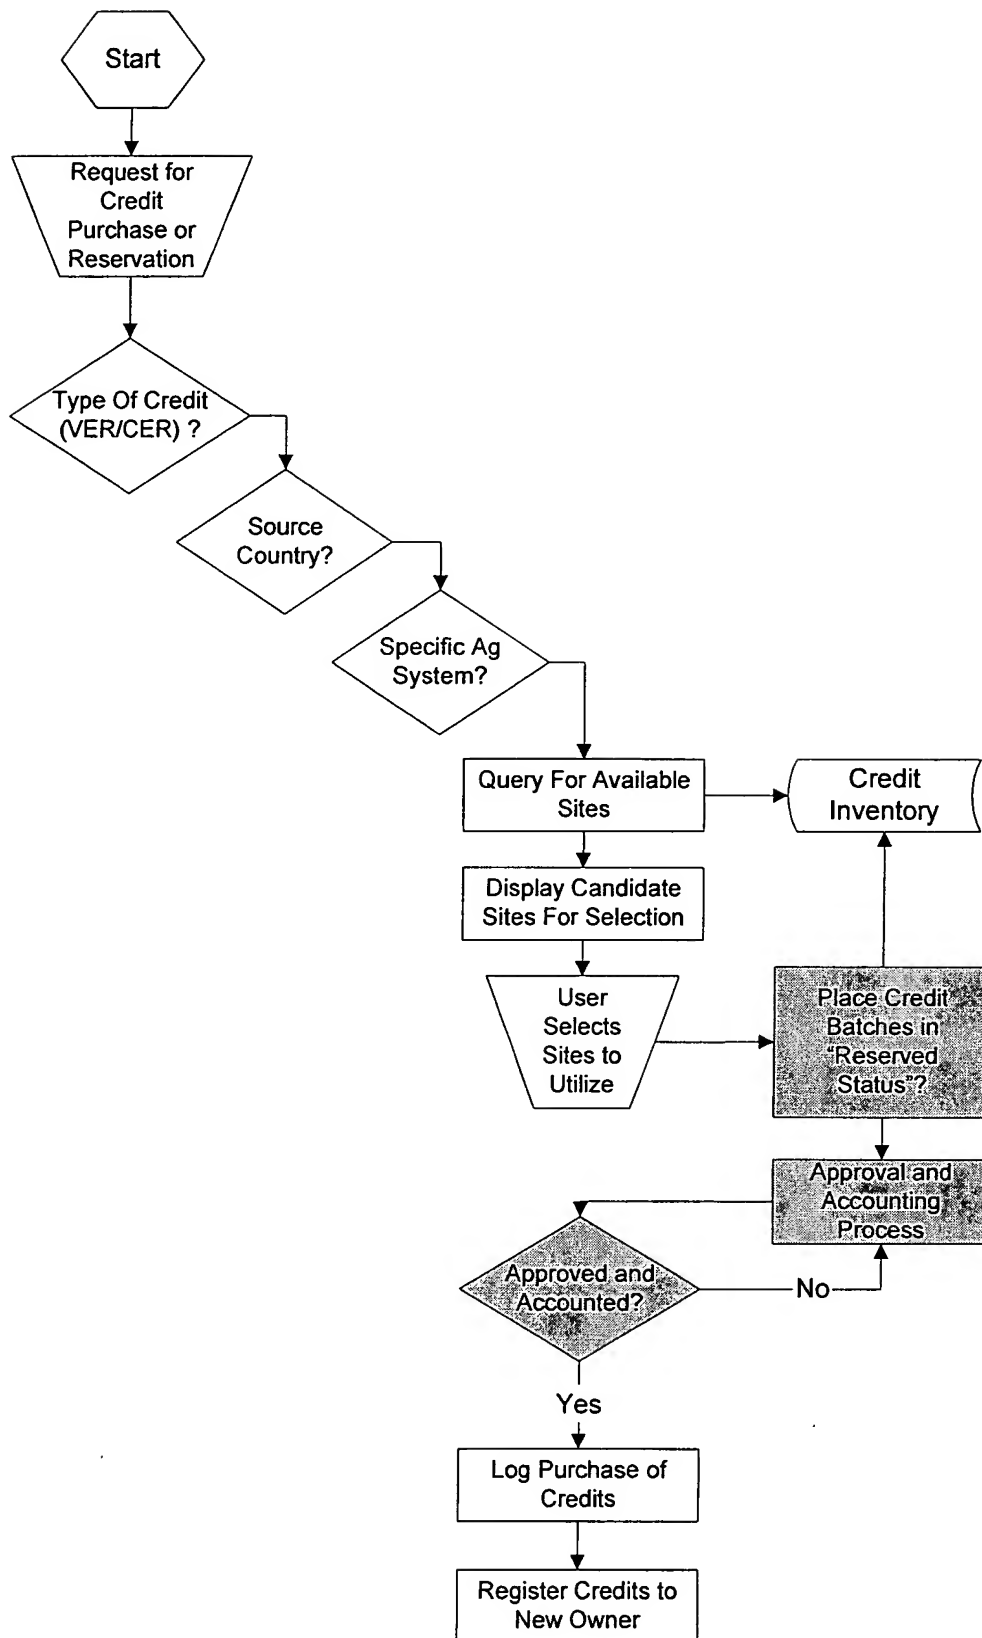 Start
Request for
Credit
Purchase or
Reservation
Type Of Credit
(VER/CER) ?
Source
Country?
Specific Ag
System?
Query For Available
Sites
Credit
Inventory
Display Candidate
Sites For Selection
User
Selects
Sites to
Utilize
Place Credit
Batches in
“Reserved
Status”?
Approval and
Accounting
Process
Approved and
Accounted?
No
Yes
Log Purchase of
Credits
Register Credits to
New Owner